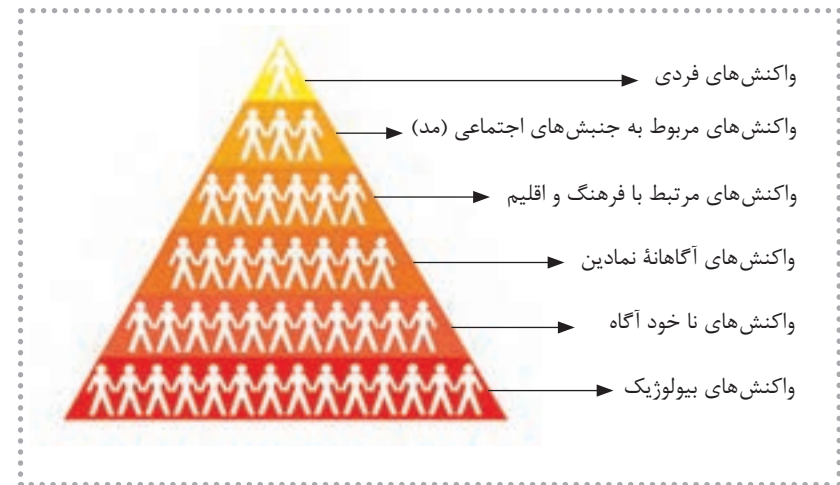 واکنش‌های فردی
واکنش‌های مربوط به جنبش‌های اجتماعی (مد)
واکنش‌های مرتبط با فرهنگ و اقلیم
واکنش‌های آگاهانهٔ نمادین
واکنش‌های نا خود آگاه
واکنش‌های بیولوژیک